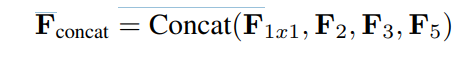 F_concat = Concat(F_1x1, F_2, F_3, F_5)